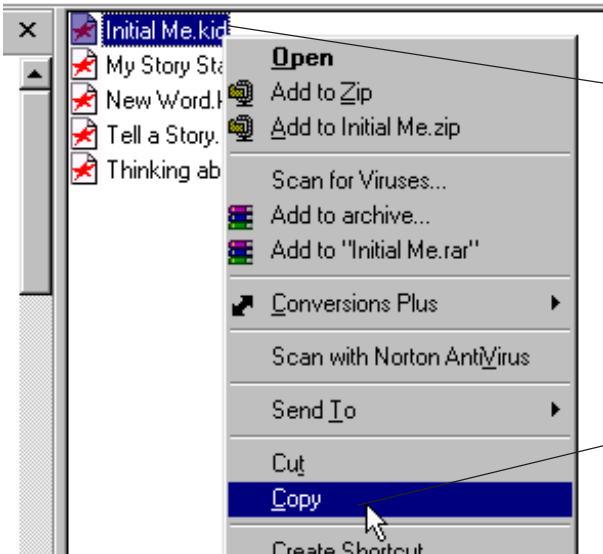 Initial Me.kid
My Story Sta
New Word.k
Tell a Story.
Thinking ab
Open
Add to Zip
Add to Initial Me.zip
Scan for Viruses...
Add to archive...
Add to "Initial Me.rar"
Conversions Plus
Scan with Norton AntiVirus
Send To
Cut
Copy
Create Shortcut